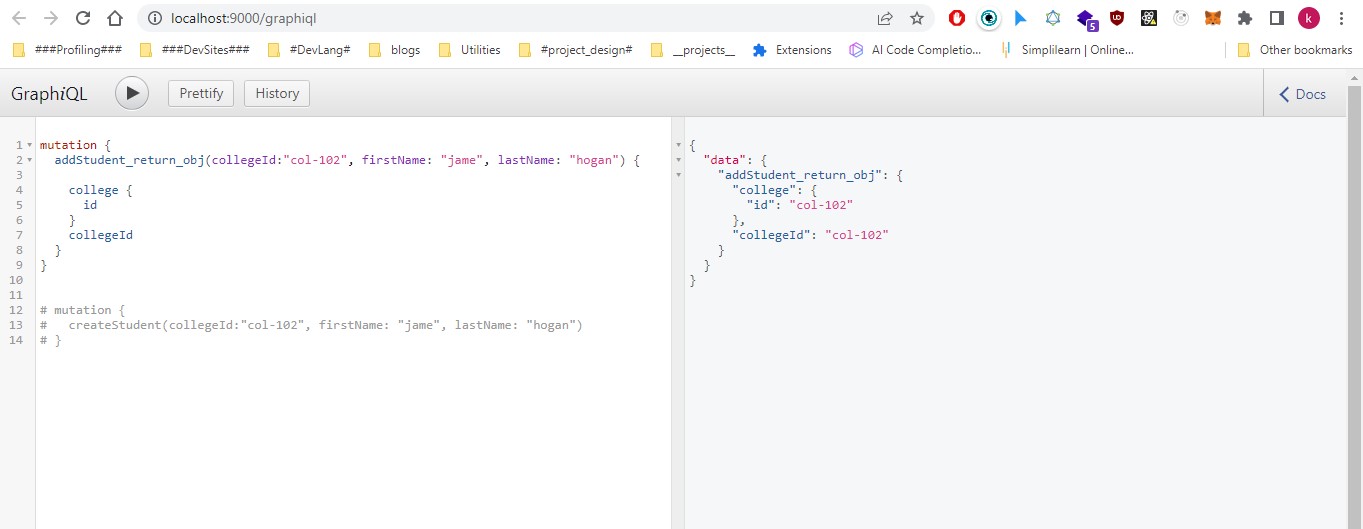 localhost:9000/graphiql
5
k
###Profiling### ###DevSites### #DevLang# blogs Utilities #project_design# __projects__ Extensions AI Code Completio... Simplilearn | Online... Other bookmarks
GraphiQL Prettify History Docs
1 mutation {
2 addStudent_return_obj(collegeId:"col-102", firstName: "jame", lastName: "hogan") {
3
4 college {
5 id
6 }
7 collegeId
8 }
9 }
10
11
12 # mutation {
13 # createStudent(collegeId:"col-102", firstName: "jame", lastName: "hogan")
14 # }
{
"data": {
"addStudent_return_obj": {
"college": {
"id": "col-102"
},
"collegeId": "col-102"
}
}
}